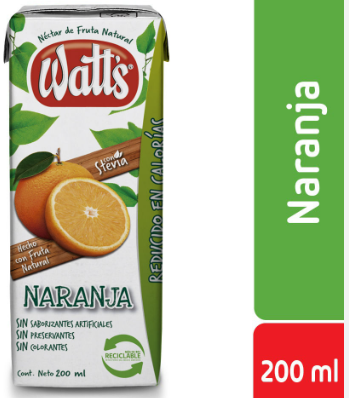 Néctar de Fruta Natural
Watt's
con
Stevia
REDUCIDO EN CALORÍAS
Hecho
con Fruta
Natural
NARANJA
SIN SABORIZANTES ARTIFICIALES
SIN PRESERVANTES
SIN COLORANTES
RECICLABLE
Cont. Neto 200 ml
Naranja
200 ml